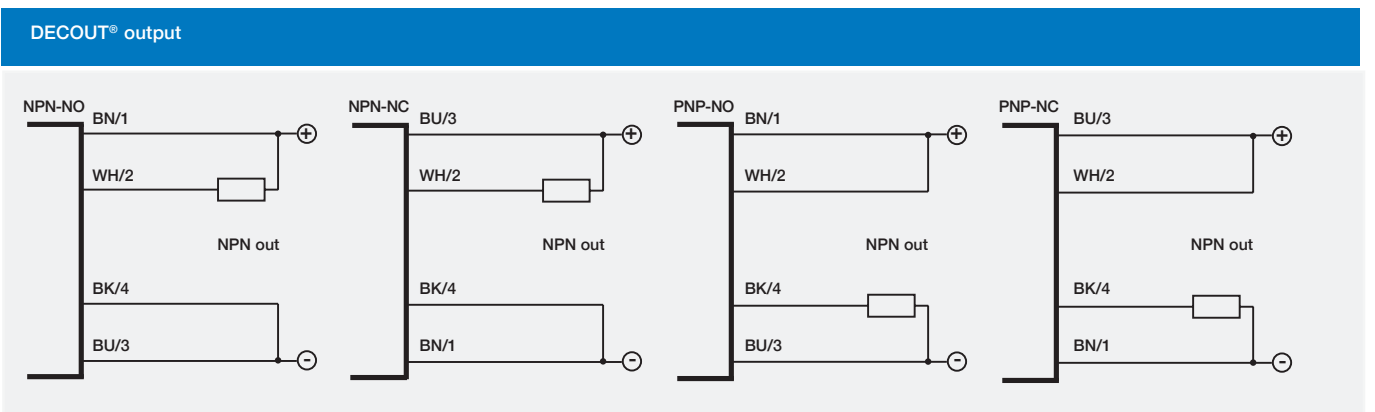 DECOUT® output
NPN-NO
BN/1
+
WH/2
NPN out
BK/4
BU/3
-
NPN-NC
BU/3
+
WH/2
NPN out
BK/4
BN/1
-
PNP-NO
BN/1
+
WH/2
NPN out
BK/4
BU/3
-
PNP-NC
BU/3
+
WH/2
NPN out
BK/4
BN/1
-